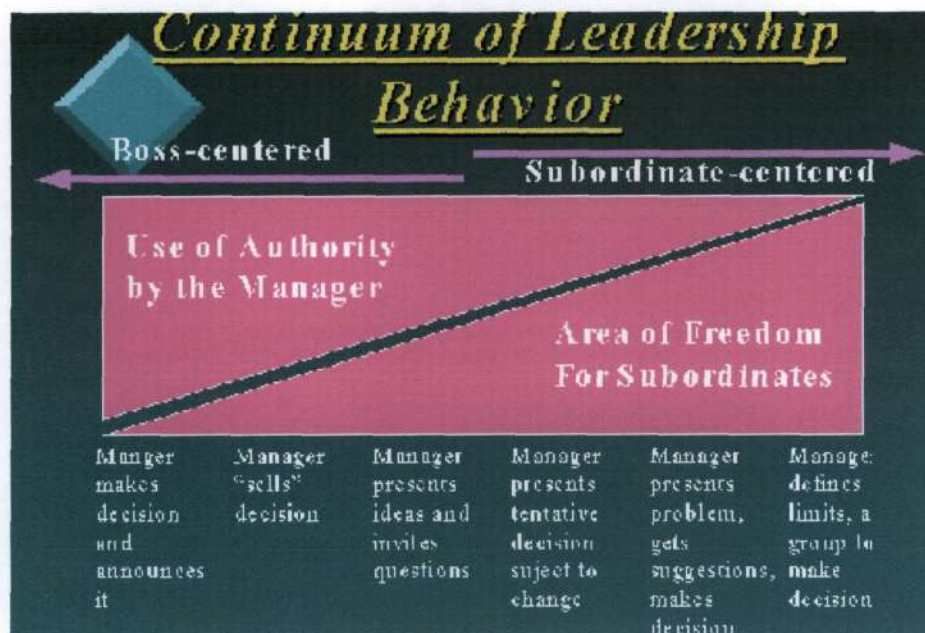 Continuum of Leadership
Behavior
Boss-centered
Subordinate-centered
Use of Authority
by the Manager
Area of Freedom
For Subordinates
Manger
makes
decision
and
announces
it
Manager
“sells”
decision
Manager
presents
ideas and
invites
questions
Manager
presents
tentative
decision
suject to
change
Manager
presents
problem,
gets
suggestions,
makes
decision
Manage
defines
limits, a
group to
make
decision